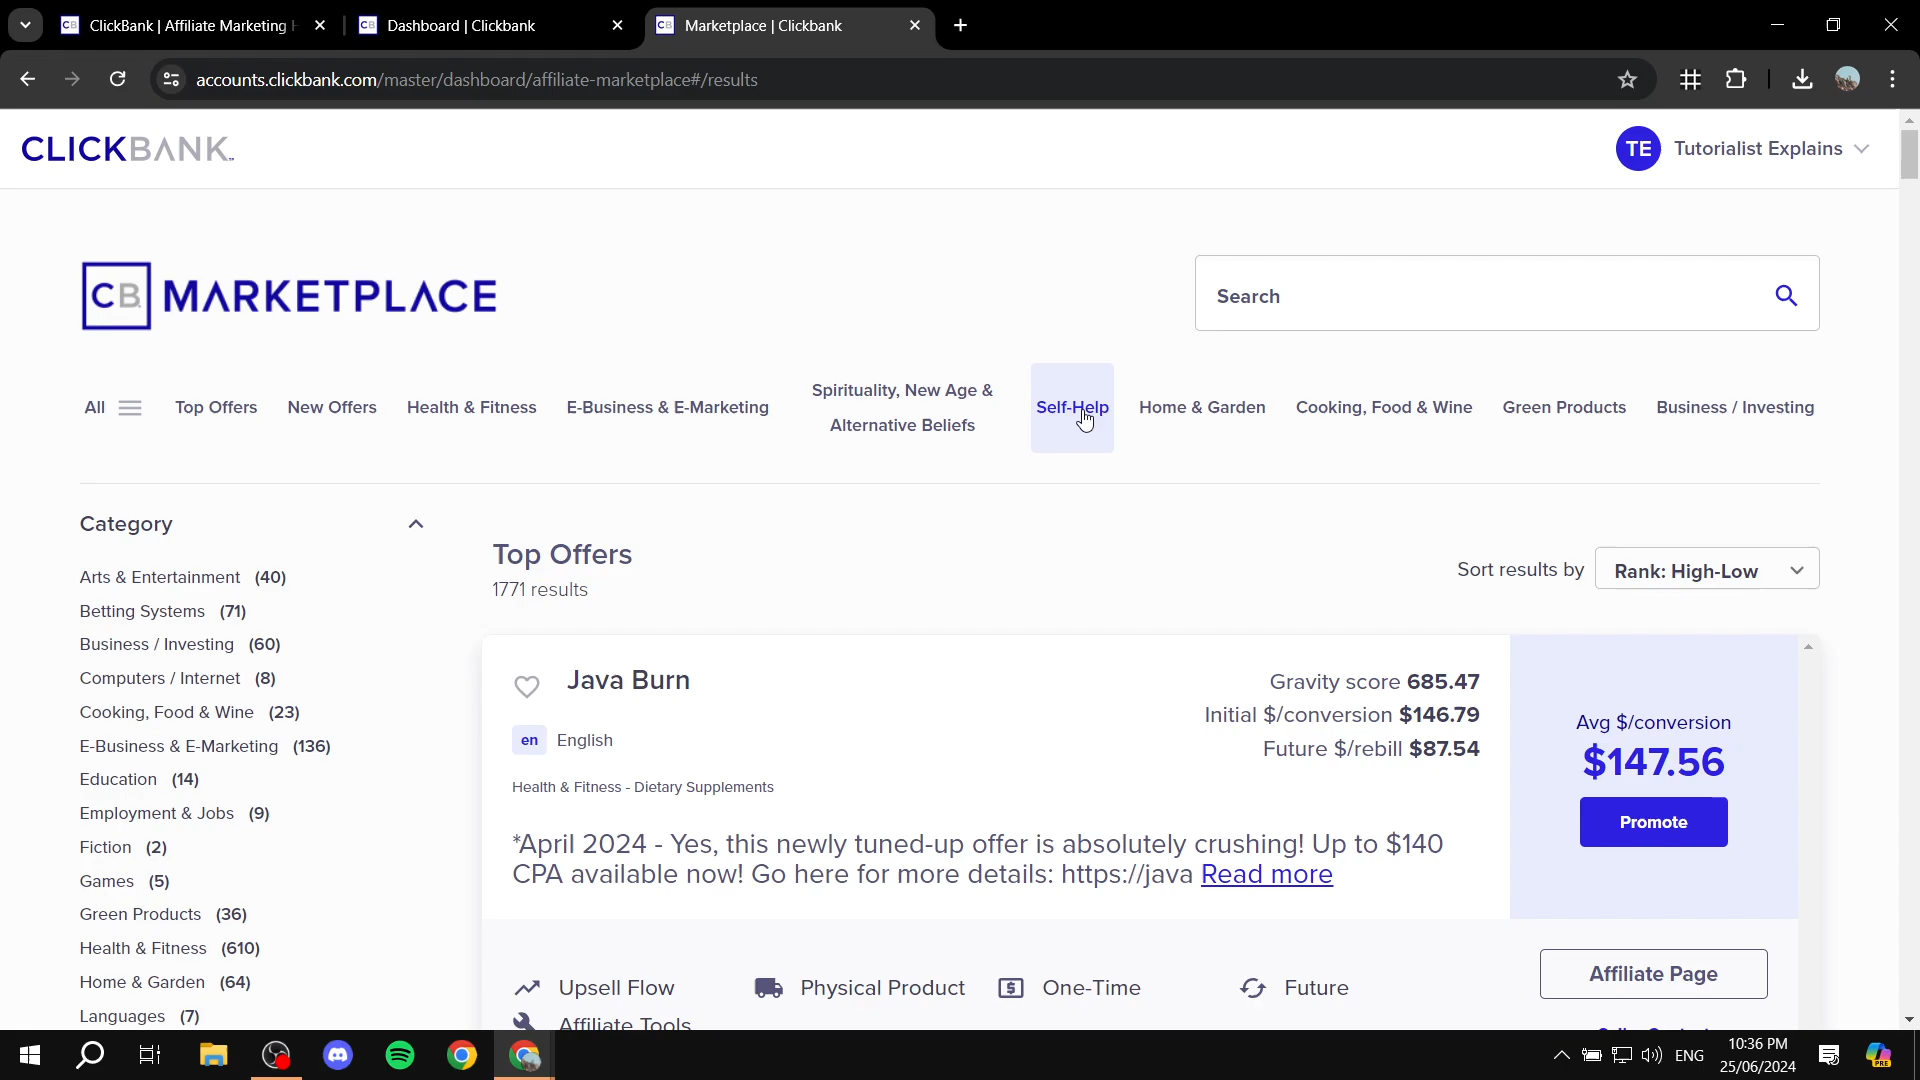 CB ClickBank | Affiliate Marketing
CB Dashboard | Clickbank
CB Marketplace | Clickbank
accounts.clickbank.com/master/dashboard/affiliate-marketplace#/results
CLICKBANK
TE Tutorialist Explains
CB MARKETPLACE
Search
All
Top Offers
New Offers
Health & Fitness
E-Business & E-Marketing
Spirituality, New Age &
Alternative Beliefs
Self-Help
Home & Garden
Cooking, Food & Wine
Green Products
Business / Investing
Category
Arts & Entertainment (40)
Betting Systems (71)
Business / Investing (60)
Computers / Internet (8)
Cooking, Food & Wine (23)
E-Business & E-Marketing (136)
Education (14)
Employment & Jobs (9)
Fiction (2)
Games (5)
Green Products (36)
Health & Fitness (610)
Home & Garden (64)
Languages (7)
Top Offers
1771 results
Sort results by Rank: High-Low
Java Burn
en English
Health & Fitness - Dietary Supplements
Gravity score 685.47
Initial $/conversion $146.79
Future $/rebill $87.54
*April 2024 - Yes, this newly tuned-up offer is absolutely crushing! Up to $140
CPA available now! Go here for more details: https://java Read more
Avg $/conversion
$147.56
Promote
Upsell Flow
Physical Product
One-Time
Future
Affiliate Tools
Affiliate Page
ENG
10:36 PM
25/06/2024
PRE